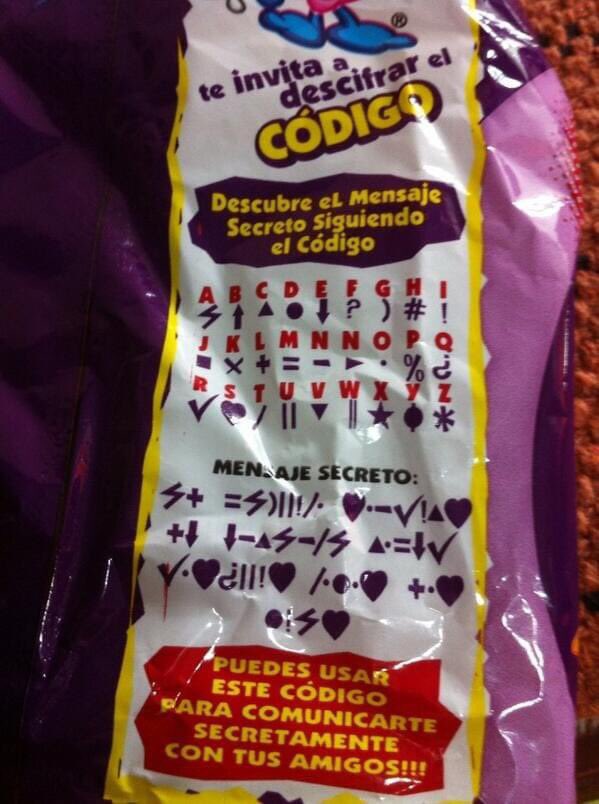 ®
te invita a
descifrar el
CÓDIGO
Descubre eL Mensaje
Secreto Siguiendo
el Código
A B C D E F G H I
ϟ ⬆ ▲ ● ⬇ ? ) # !
J K L M N N O P Q
■ × + = - ► · % ¿
R S T U V W X Y Z
✓ ♥ / || ▼ ‖ ★ ⧫ *
MENSAJE SECRETO:
ϟ+ =ϟ)||!/· ♥·-✓!▲♥
+⬇ ⬇-▲ϟ-/ϟ ▲·=⬇✓
✓·♥¿||!♥ /·●·♥ +·♥
●!ϟ♥
PUEDES USAR
ESTE CÓDIGO
PARA COMUNICARTE
SECRETAMENTE
CON TUS AMIGOS!!!